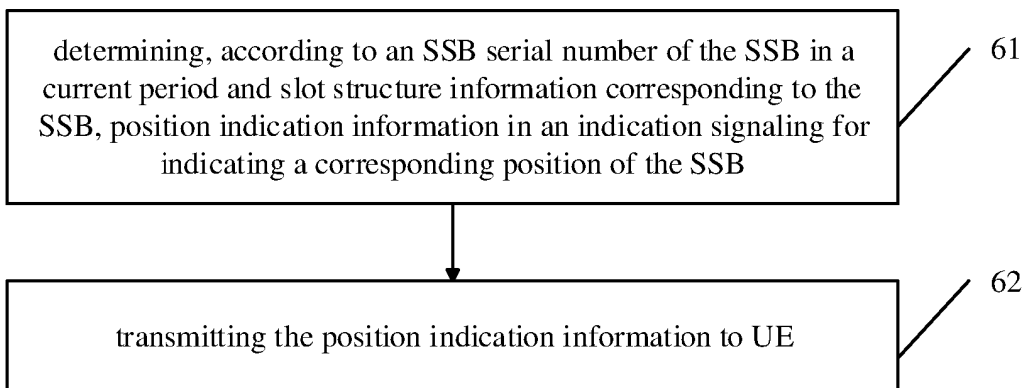 determining, according to an SSB serial number of the SSB in a
current period and slot structure information corresponding to the
SSB, position indication information in an indication signaling for
indicating a corresponding position of the SSB
61
transmitting the position indication information to UE
62